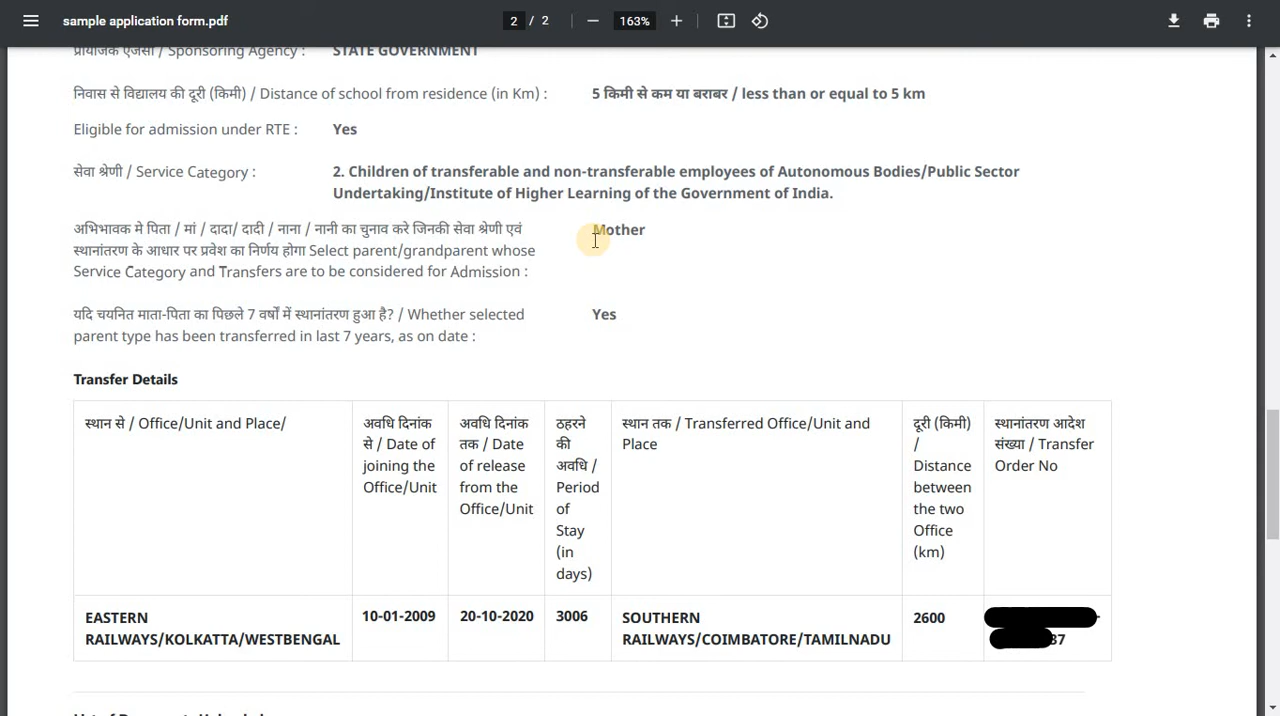 sample application form.pdf
2 / 2
163%
प्रायोजक एजेंसी / Sponsoring Agency : STATE GOVERNMENT
निवास से विद्यालय की दूरी (किमी) / Distance of school from residence (in Km) : 5 किमी से कम या बराबर / less than or equal to 5 km
Eligible for admission under RTE : Yes
सेवा श्रेणी / Service Category : 2. Children of transferable and non-transferable employees of Autonomous Bodies/Public Sector
Undertaking/Institute of Higher Learning of the Government of India.
अभिभावक मे पिता / मां / दादा/ दादी / नाना / नानी का चुनाव करे जिनकी सेवा श्रेणी एवं
स्थानांतरण के आधार पर प्रवेश का निर्णय होगा Select parent/grandparent whose
Service Category and Transfers are to be considered for Admission :
Mother
यदि चयनित माता-पिता का पिछले 7 वर्षों में स्थानांतरण हुआ है? / Whether selected
parent type has been transferred in last 7 years, as on date :
Yes
Transfer Details
स्थान से / Office/Unit and Place/
अवधि दिनांक
से / Date of
joining the
Office/Unit
अवधि दिनांक
तक / Date
of release
from the
Office/Unit
ठहरने
की
अवधि /
Period
of
Stay
(in
days)
स्थान तक / Transferred Office/Unit and
Place
दूरी (किमी)
/
Distance
between
the two
Office
(km)
स्थानांतरण आदेश
संख्या / Transfer
Order No
EASTERN
RAILWAYS/KOLKATTA/WESTBENGAL
10-01-2009
20-10-2020
3006
SOUTHERN
RAILWAYS/COIMBATORE/TAMILNADU
2600
37